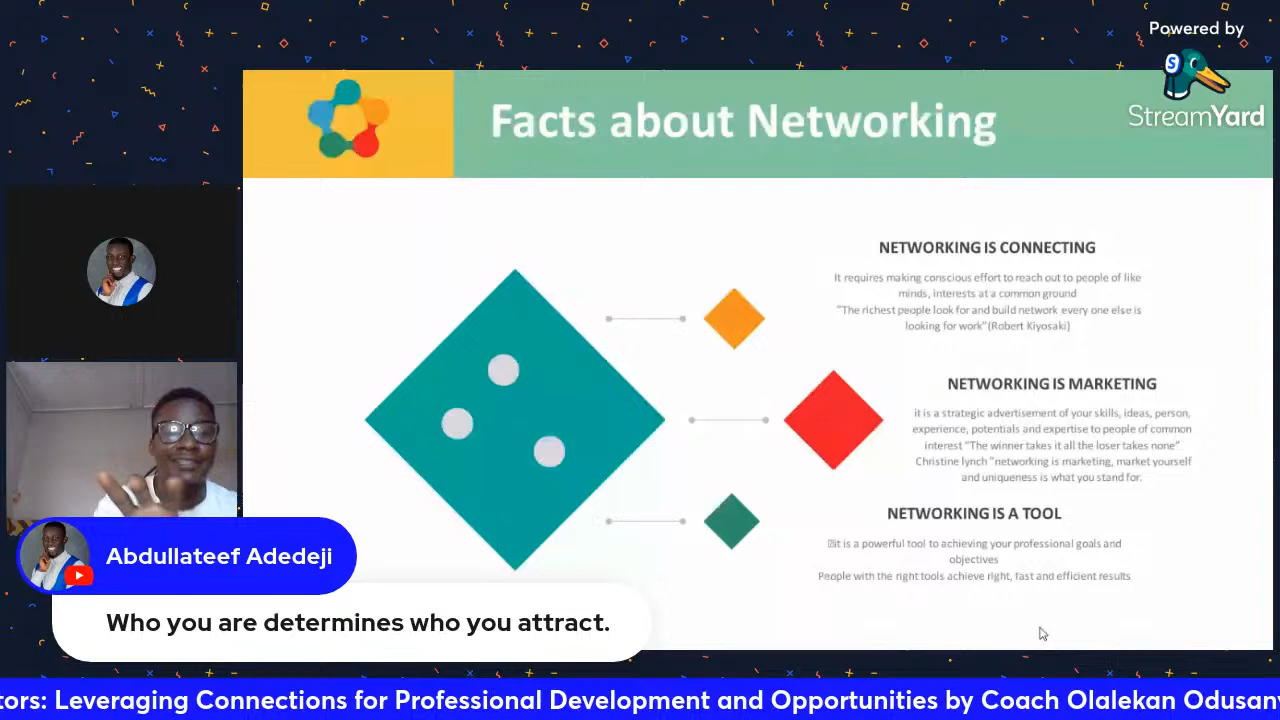 Powered by
StreamYard
Facts about Networking
NETWORKING IS CONNECTING
It requires making conscious effort to reach out to people of like
minds, interests at a common ground
"The richest people look for and build network every one else is
looking for work"(Robert Kiyosaki)
NETWORKING IS MARKETING
it is a strategic advertisement of your skills, ideas, person,
experience, potentials and expertise to people of common
interest "The winner takes it all the loser takes none"
Christine lynch "networking is marketing, market yourself
and uniqueness is what you stand for.
NETWORKING IS A TOOL
it is a powerful tool to achieving your professional goals and
objectives
People with the right tools achieve right, fast and efficient results
Abdullateef Adedeji
Who you are determines who you attract.
tors: Leveraging Connections for Professional Development and Opportunities by Coach Olalekan Odusan